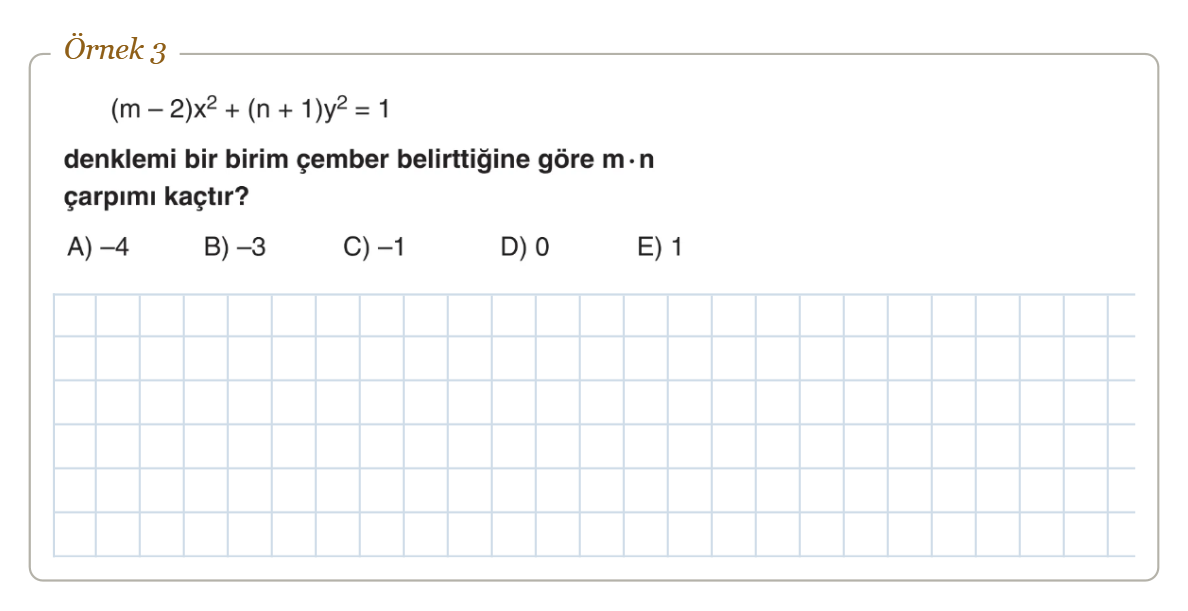 Örnek 3
(m – 2)x² + (n + 1)y² = 1
denklemi bir birim çember belirttiğine göre m · n
çarpımı kaçtır?
A) –4 B) –3 C) –1 D) 0 E) 1